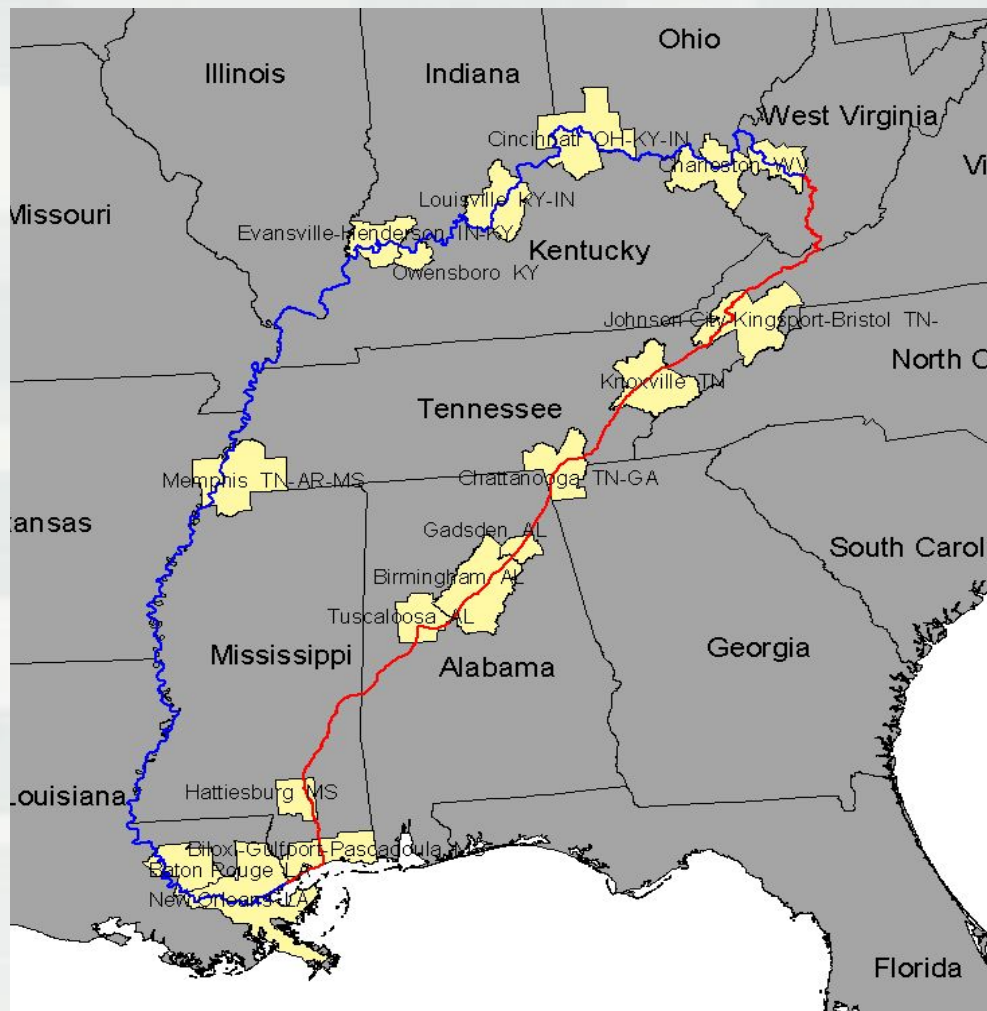 Ohio
Illinois
Indiana
West Virginia
Cincinnati OH-KY-IN
Charleston WV
Vi
Louisville KY-IN
Missouri
Evansville-Henderson IN-KY
Kentucky
Owensboro KY
Johnson City-Kingsport-Bristol TN-
North C
Knoxville TN
Tennessee
Memphis TN-AR-MS
Chattanooga TN-GA
kansas
Gadsden AL
South Carol
Birmingham AL
Tuscaloosa AL
Mississippi
Alabama
Georgia
Hattiesburg MS
Louisiana
Biloxi-Gulfport-Pascagoula MS
Baton Rouge LA
New Orleans LA
Florida